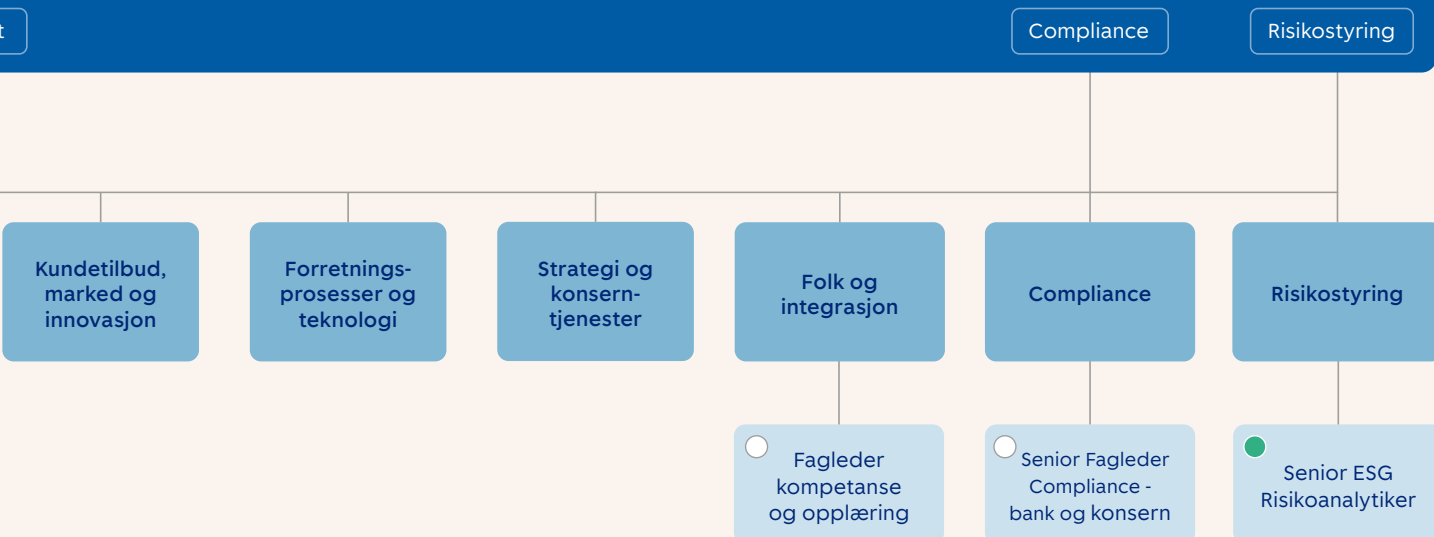 t
Compliance
Risikostyring
Kundetilbud,
marked og
innovasjon
Forretnings-
prosesser og
teknologi
Strategi og
konsern-
tjenester
Folk og
integrasjon
Compliance
Risikostyring
Fagleder
kompetanse
og opplæring
Senior Fagleder
Compliance -
bank og konsern
Senior ESG
Risikoanalytiker